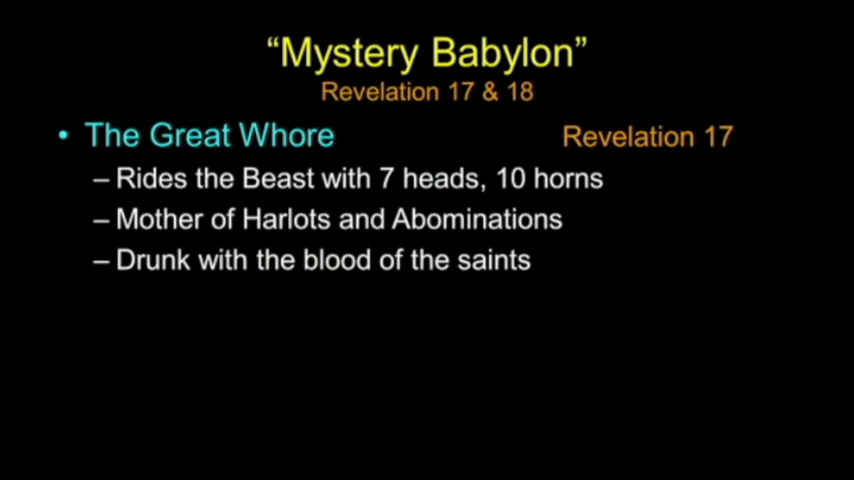 “Mystery Babylon”
Revelation 17 & 18
• The Great Whore Revelation 17
– Rides the Beast with 7 heads, 10 horns
– Mother of Harlots and Abominations
– Drunk with the blood of the saints